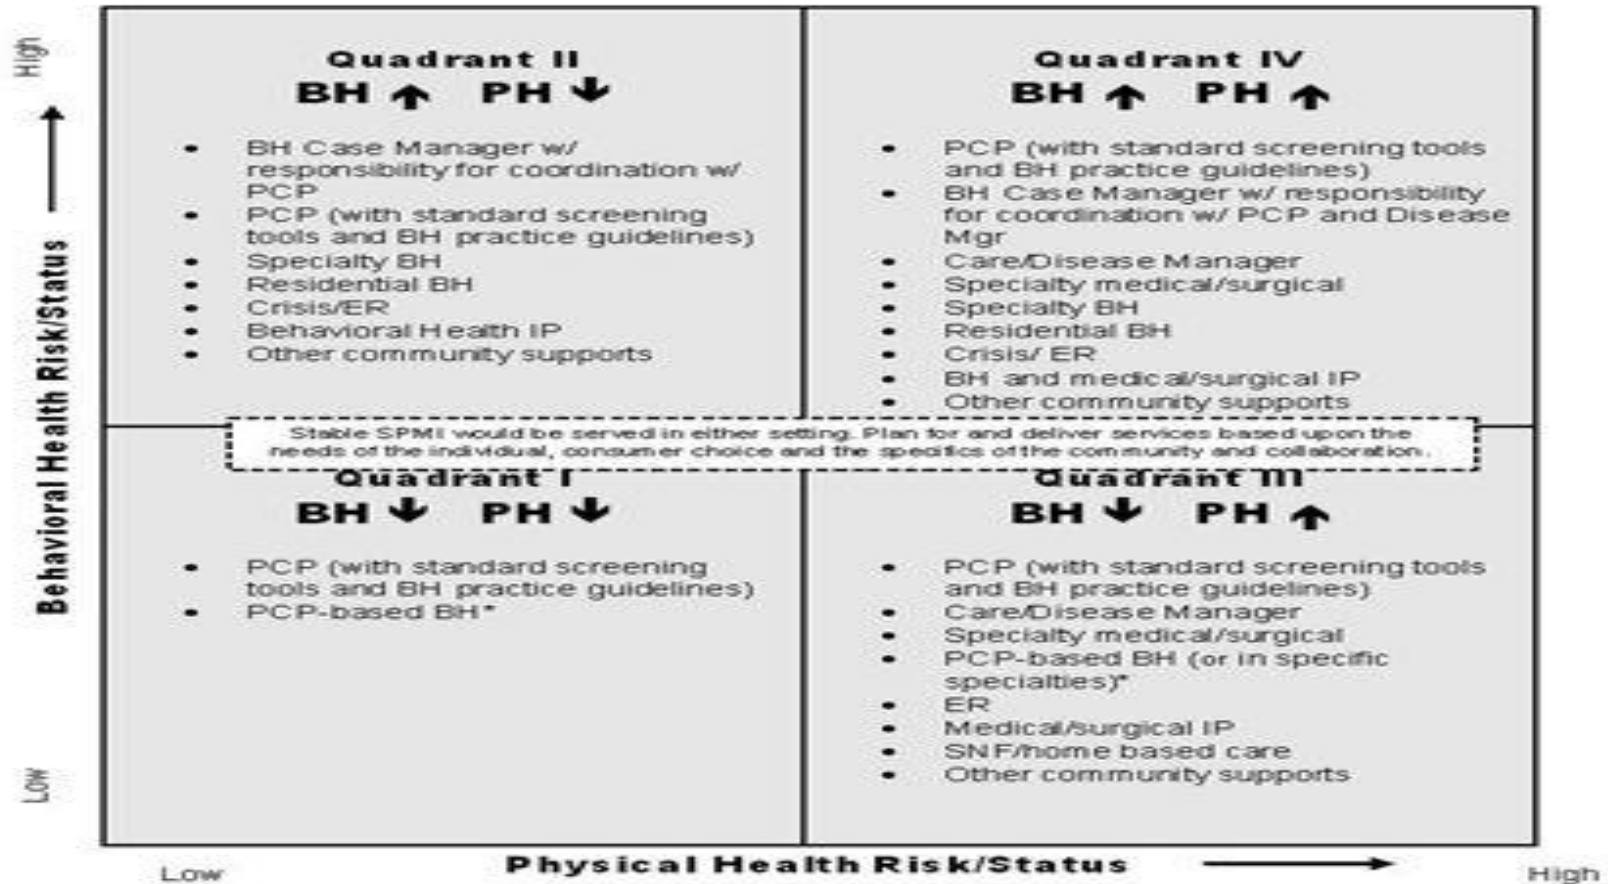 High
Behavioral Health Risk/Status
Low
Quadrant II
BH ↑ PH ↓
• BH Case Manager w/
responsibility for coordination w/
PCP
• PCP (with standard screening
tools and BH practice guidelines)
• Specialty BH
• Residential BH
• Crisis/ER
• Behavioral Health IP
• Other community supports
Quadrant IV
BH ↑ PH ↑
• PCP (with standard screening tools
and BH practice guidelines)
• BH Case Manager w/ responsibility
for coordination w/ PCP and Disease
Mgr
• Care/Disease Manager
• Specialty medical/surgical
• Specialty BH
• Residential BH
• Crisis/ ER
• BH and medical/surgical IP
• Other community supports
Stable SPMI would be served in either setting. Plan for and deliver services based upon the
needs of the individual, consumer choice and the specifics of the community and collaboration.
Quadrant I
BH ↓ PH ↓
• PCP (with standard screening
tools and BH practice guidelines)
• PCP-based BH*
Quadrant III
BH ↓ PH ↑
• PCP (with standard screening tools
and BH practice guidelines)
• Care/Disease Manager
• Specialty medical/surgical
• PCP-based BH (or in specific
specialties)*
• ER
• Medical/surgical IP
• SNF/home based care
• Other community supports
Low
Physical Health Risk/Status
High